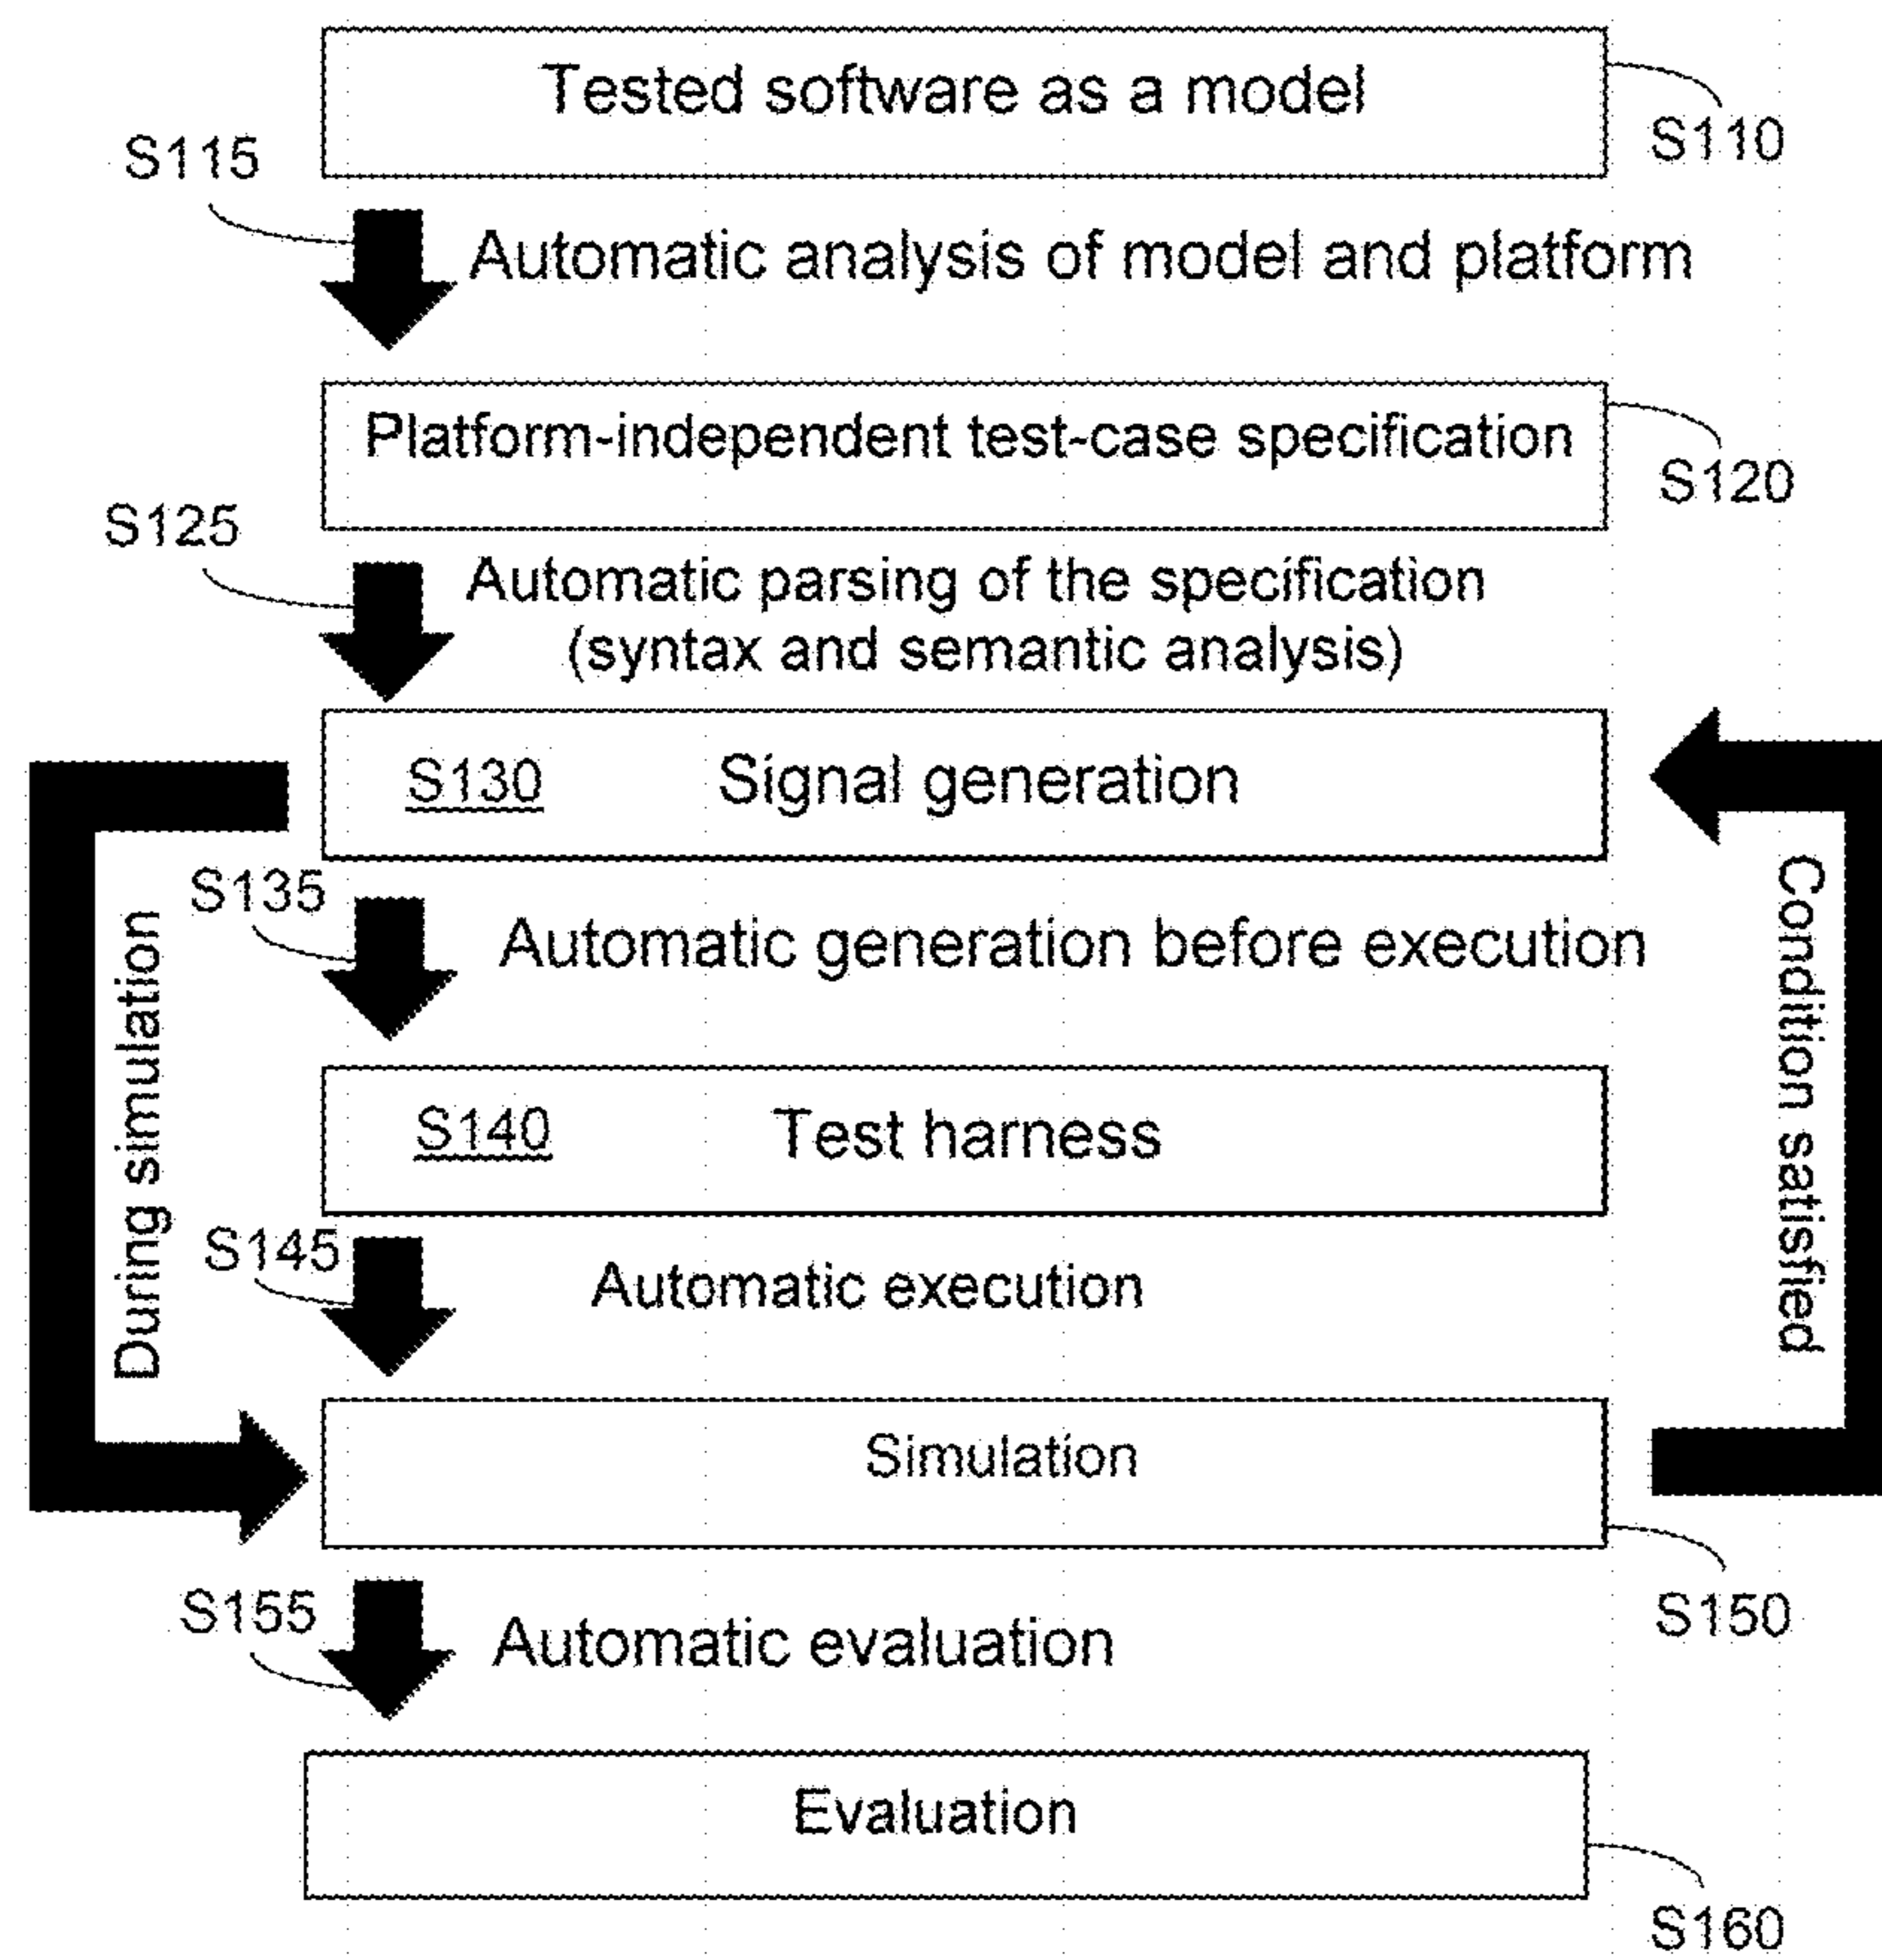 Tested software as a model
S110
S115
Automatic analysis of model and platform
Platform-independent test-case specification
S120
S125
Automatic parsing of the specification
(syntax and semantic analysis)
S130 Signal generation
S135
Automatic generation before execution
During simulation
Condition satisfied
S140 Test harness
S145
Automatic execution
Simulation
S150
S155
Automatic evaluation
Evaluation
S160